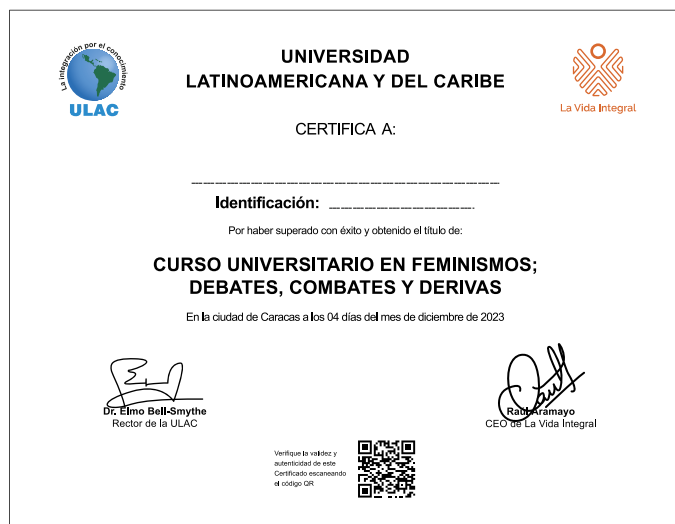 La integración por el conocimiento
ULAC
UNIVERSIDAD
LATINOAMERICANA Y DEL CARIBE
La Vida Integral
CERTIFICA A:
Identificación:
Por haber superado con éxito y obtenido el título de:
CURSO UNIVERSITARIO EN FEMINISMOS;
DEBATES, COMBATES Y DERIVAS
En la ciudad de Caracas a los 04 días del mes de diciembre de 2023
Dr. Elmo Bell-Smythe
Rector de la ULAC
Raúl Aramayo
CEO de La Vida Integral
Verifique la validez y
autenticidad de este
Certificado escaneando
el código QR